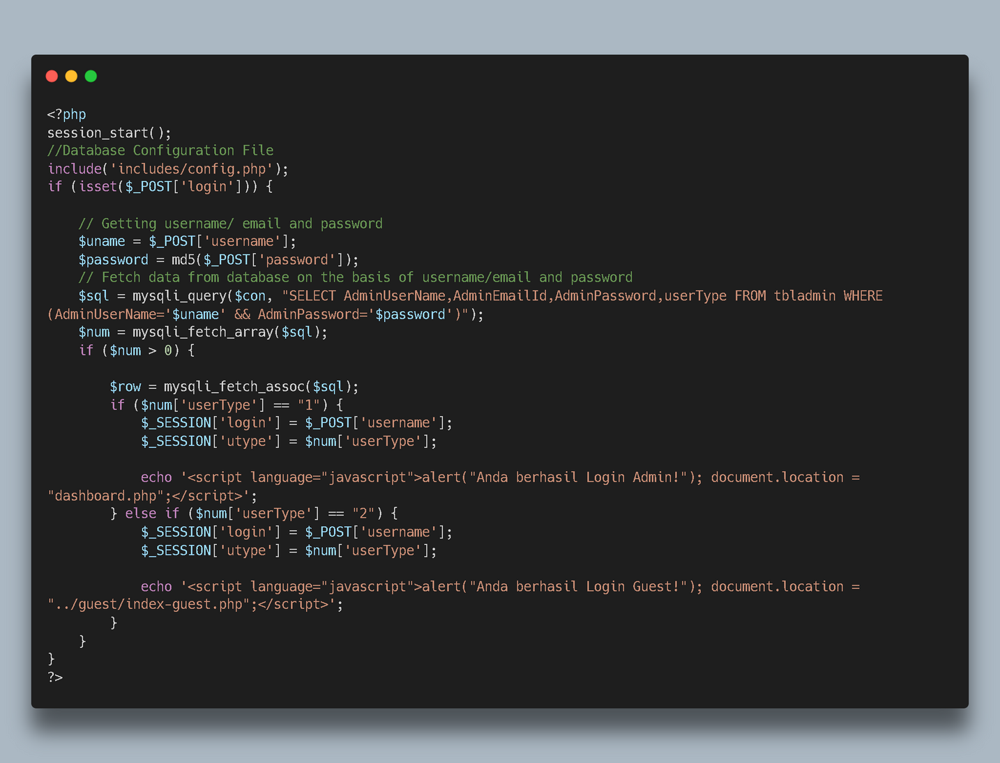 <?php
session_start();
//Database Configuration File
include('includes/config.php');
if (isset($_POST['login'])) {

    // Getting username/ email and password
    $uname = $_POST['username'];
    $password = md5($_POST['password']);
    // Fetch data from database on the basis of username/email and password
    $sql = mysqli_query($con, "SELECT AdminUserName,AdminEmailId,AdminPassword,userType FROM tbladmin WHERE
(AdminUserName='$uname' && AdminPassword='$password')");
    $num = mysqli_fetch_array($sql);
    if ($num > 0) {

        $row = mysqli_fetch_assoc($sql);
        if ($num['userType'] == "1") {
            $_SESSION['login'] = $_POST['username'];
            $_SESSION['utype'] = $num['userType'];

            echo '<script language="javascript">alert("Anda berhasil Login Admin!"); document.location =
"dashboard.php";</script>';
        } else if ($num['userType'] == "2") {
            $_SESSION['login'] = $_POST['username'];
            $_SESSION['utype'] = $num['userType'];

            echo '<script language="javascript">alert("Anda berhasil Login Guest!"); document.location =
"../guest/index-guest.php";</script>';
        }
    }
}
?>